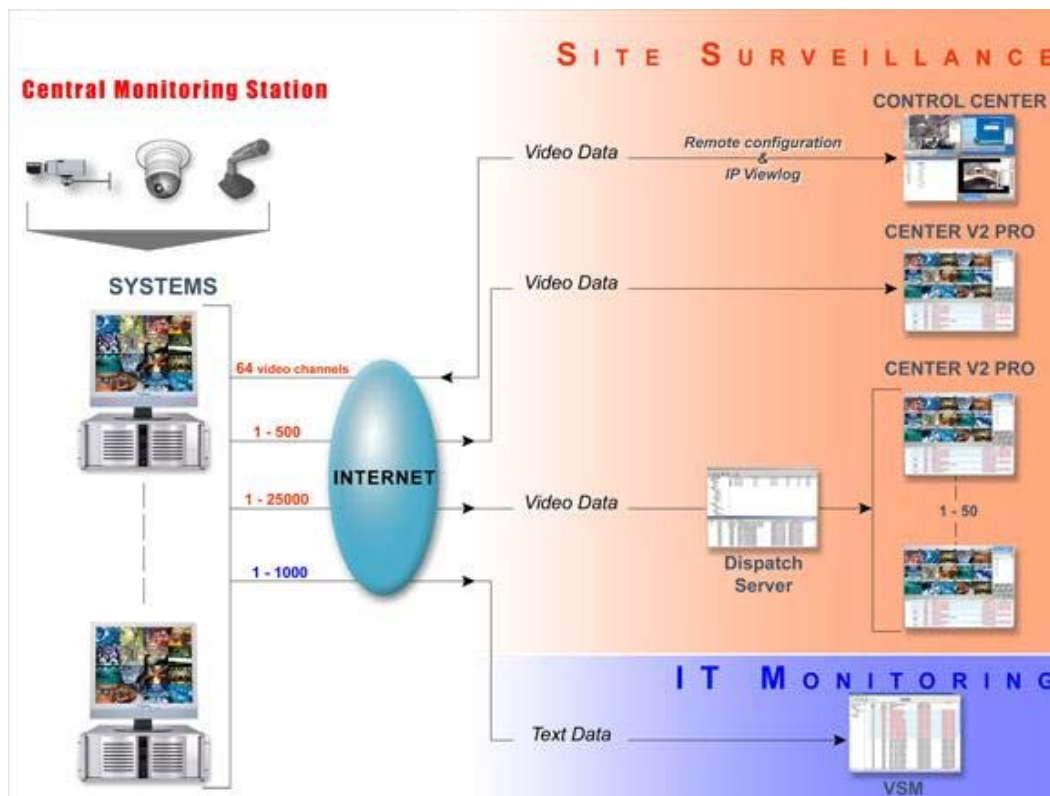 SITE SURVEILLANCE
Central Monitoring Station
CONTROL CENTER
Video Data
Remote configuration
&
IP Viewlog
CENTER V2 PRO
Video Data
SYSTEMS
64 video channels
CENTER V2 PRO
1 - 500
INTERNET
1 - 25000
Video Data
1 - 50
Dispatch
Server
1 - 1000
IT MONITORING
Text Data
VSM